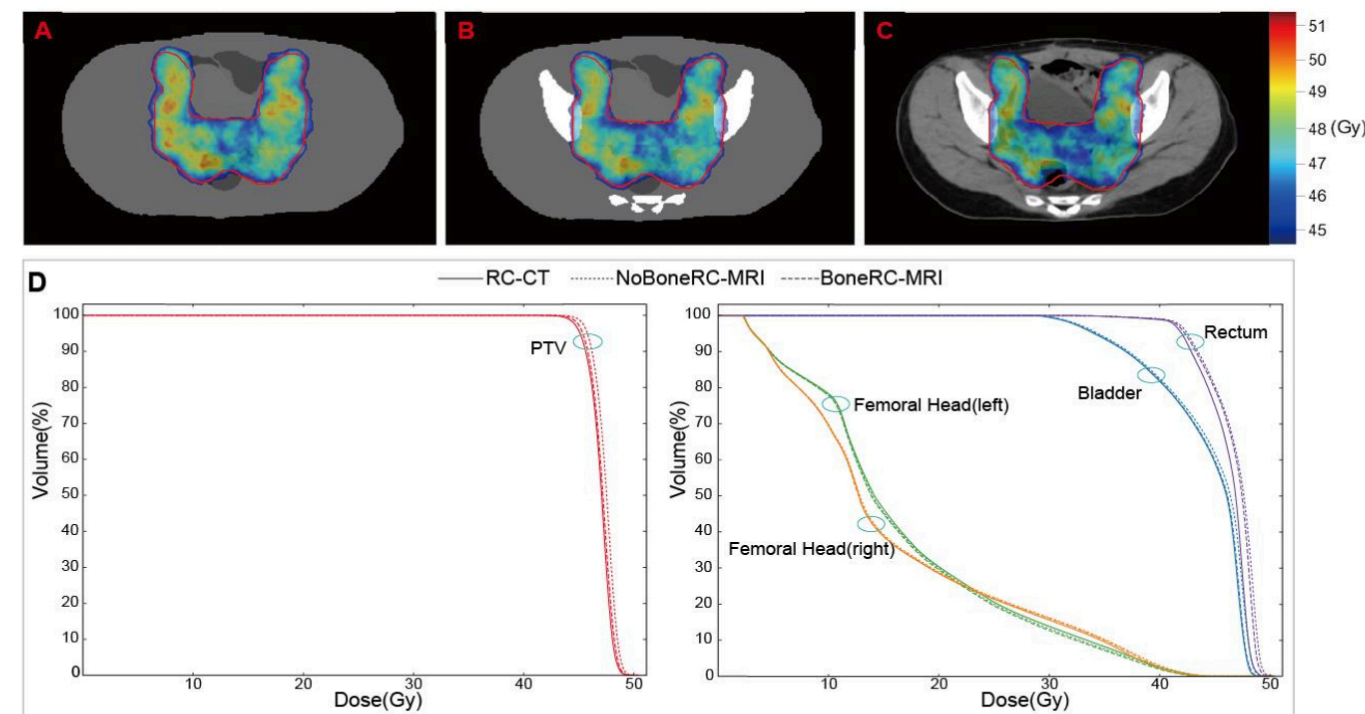 A
B
C
51
50
49
48
47
46
45
(Gy)
D
RC-CT
NoBoneRC-MRI
BoneRC-MRI
100
90
80
70
60
50
40
30
20
10
0
Volume(%)
PTV
10
20
30
40
50
Dose(Gy)
100
90
80
70
60
50
40
30
20
10
0
Volume(%)
Rectum
Bladder
Femoral Head(left)
Femoral Head(right)
10
20
30
40
50
Dose(Gy)